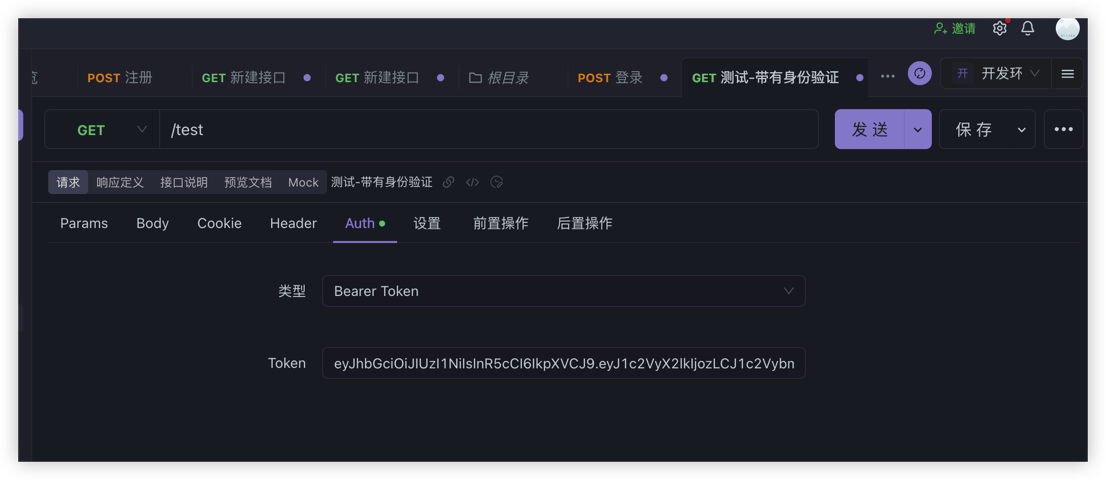 邀请
览 POST 注册 GET 新建接口 GET 新建接口 根目录 POST 登录 GET 测试-带有身份验证 ••• 开 开发环
GET /test 发 送 保 存 •••
请求 响应定义 接口说明 预览文档 Mock 测试-带有身份验证
Params Body Cookie Header Auth 设置 前置操作 后置操作
类型 Bearer Token
Token eyJhbGciOiJIUzI1NiIsInR5cCI6IkpXVCJ9.eyJ1c2VyX2lkIjozLCJ1c2Vybn